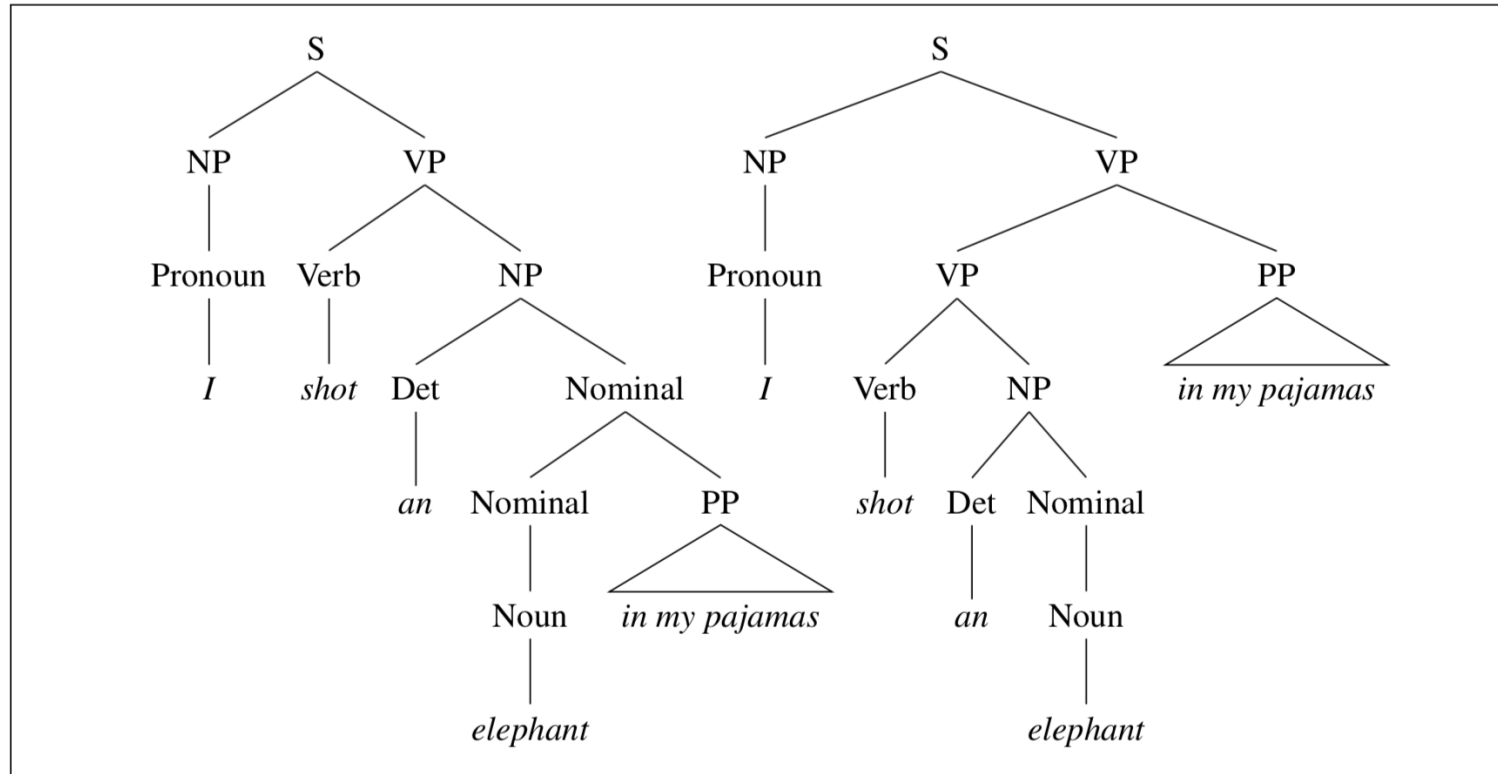 S S
NP VP NP VP
Pronoun Verb NP Pronoun VP PP
I shot Det Nominal I Verb NP in my pajamas
an Nominal PP shot Det Nominal
Noun in my pajamas an Noun
elephant elephant